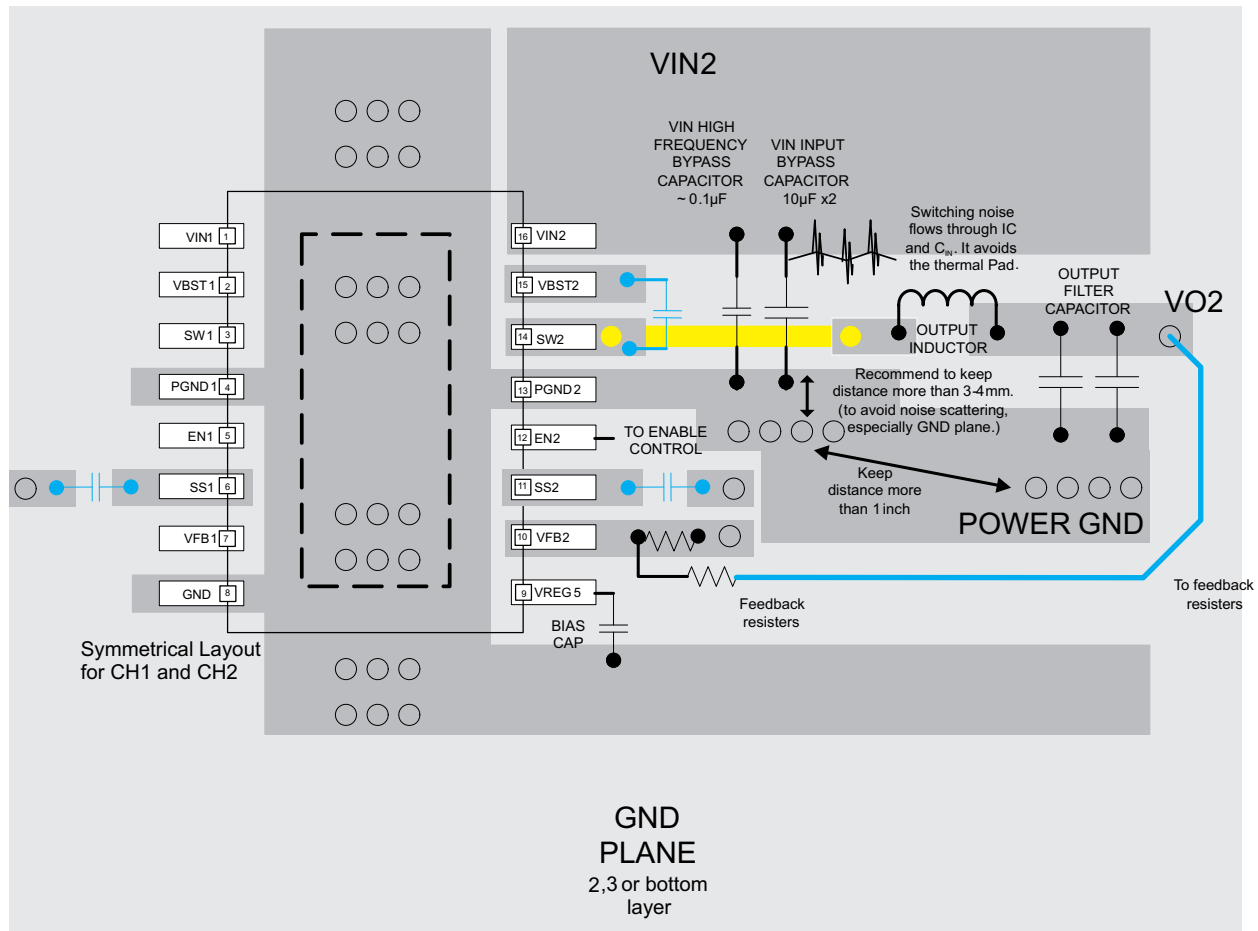 VIN2
VIN HIGH
FREQUENCY
BYPASS
CAPACITOR
~ 0.1µF
VIN INPUT
BYPASS
CAPACITOR
10µF x2
Switching noise
flows through IC
and CIN. It avoids
the thermal Pad.
OUTPUT
FILTER
CAPACITOR
VO2
OUTPUT
INDUCTOR
Recommend to keep
distance more than 3-4mm.
(to avoid noise scattering,
especially GND plane.)
Keep
distance more
than 1 inch
POWER GND
To feedback
resisters
VIN1 1
VBST1 2
SW1 3
PGND1 4
EN1 5
SS1 6
VFB1 7
GND 8
16 VIN2
15 VBST2
14 SW2
13 PGND2
12 EN2
11 SS2
10 VFB2
9 VREG5
TO ENABLE
CONTROL
Feedback
resisters
BIAS
CAP
Symmetrical Layout
for CH1 and CH2
GND
PLANE
2,3 or bottom
layer